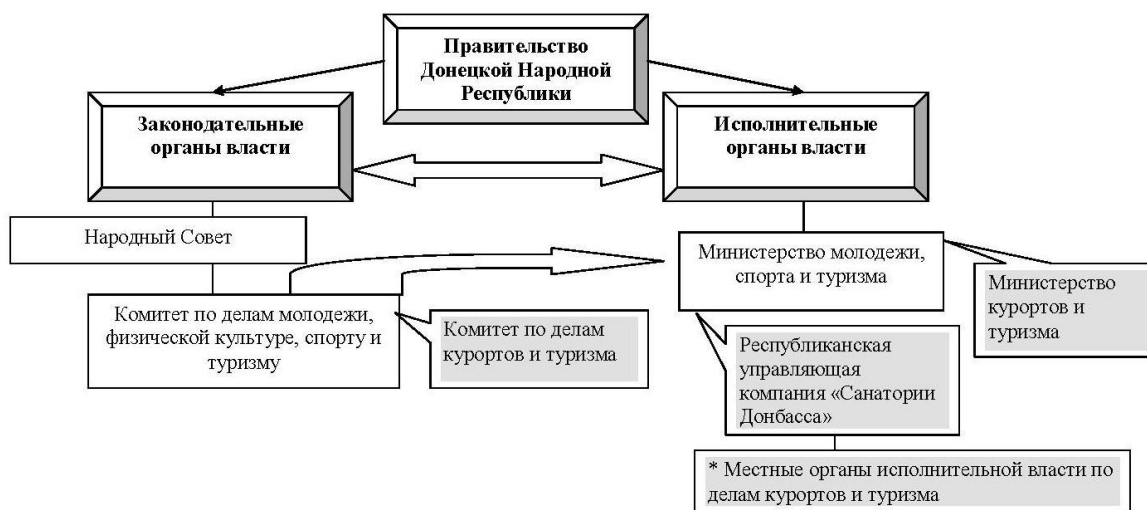 Правительство
Донецкой Народной
Республики
Законодательные
органы власти
Исполнительные
органы власти
Народный Совет
Министерство молодежи,
спорта и туризма
Министерство
курортов и
туризма
Комитет по делам молодежи,
физической культуре, спорту и
туризму
Комитет по делам
курортов и туризма
Республиканская
управляющая
компания «Санатории
Донбасса»
* Местные органы исполнительной власти по
делам курортов и туризма